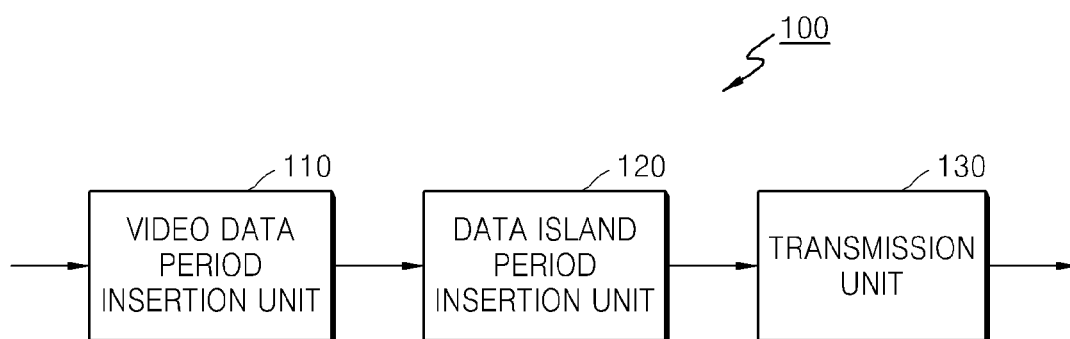 100
110
120
130
VIDEO DATA
PERIOD
INSERTION UNIT
DATA ISLAND
PERIOD
INSERTION UNIT
TRANSMISSION
UNIT